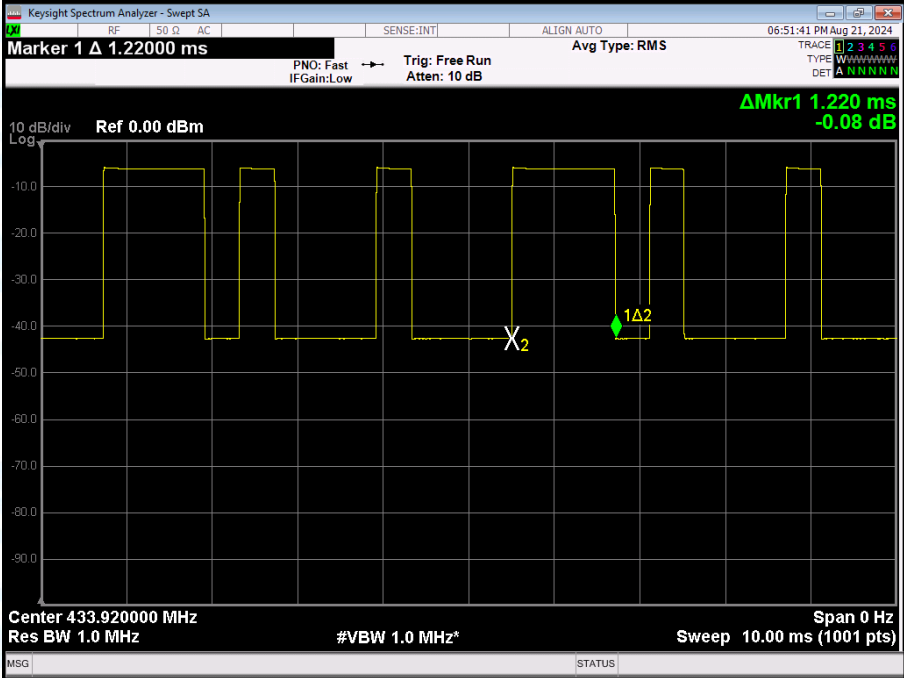 Keysight Spectrum Analyzer - Swept SA
LXI RF 50 Ω AC SENSE:INT ALIGN AUTO 06:51:41 PM Aug 21, 2024
Marker 1 Δ 1.22000 ms
PNO: Fast Trig: Free Run Avg Type: RMS TRACE 1 2 3 4 5 6
IFGain:Low Atten: 10 dB TYPE WWWWWW
DET A N N N N N
ΔMkr1 1.220 ms
-0.08 dB
10 dB/div Ref 0.00 dBm
Log
-10.0
-20.0
-30.0
-40.0
1Δ2
X2
-50.0
-60.0
-70.0
-80.0
-90.0
Center 433.920000 MHz Span 0 Hz
Res BW 1.0 MHz #VBW 1.0 MHz* Sweep 10.00 ms (1001 pts)
MSG STATUS